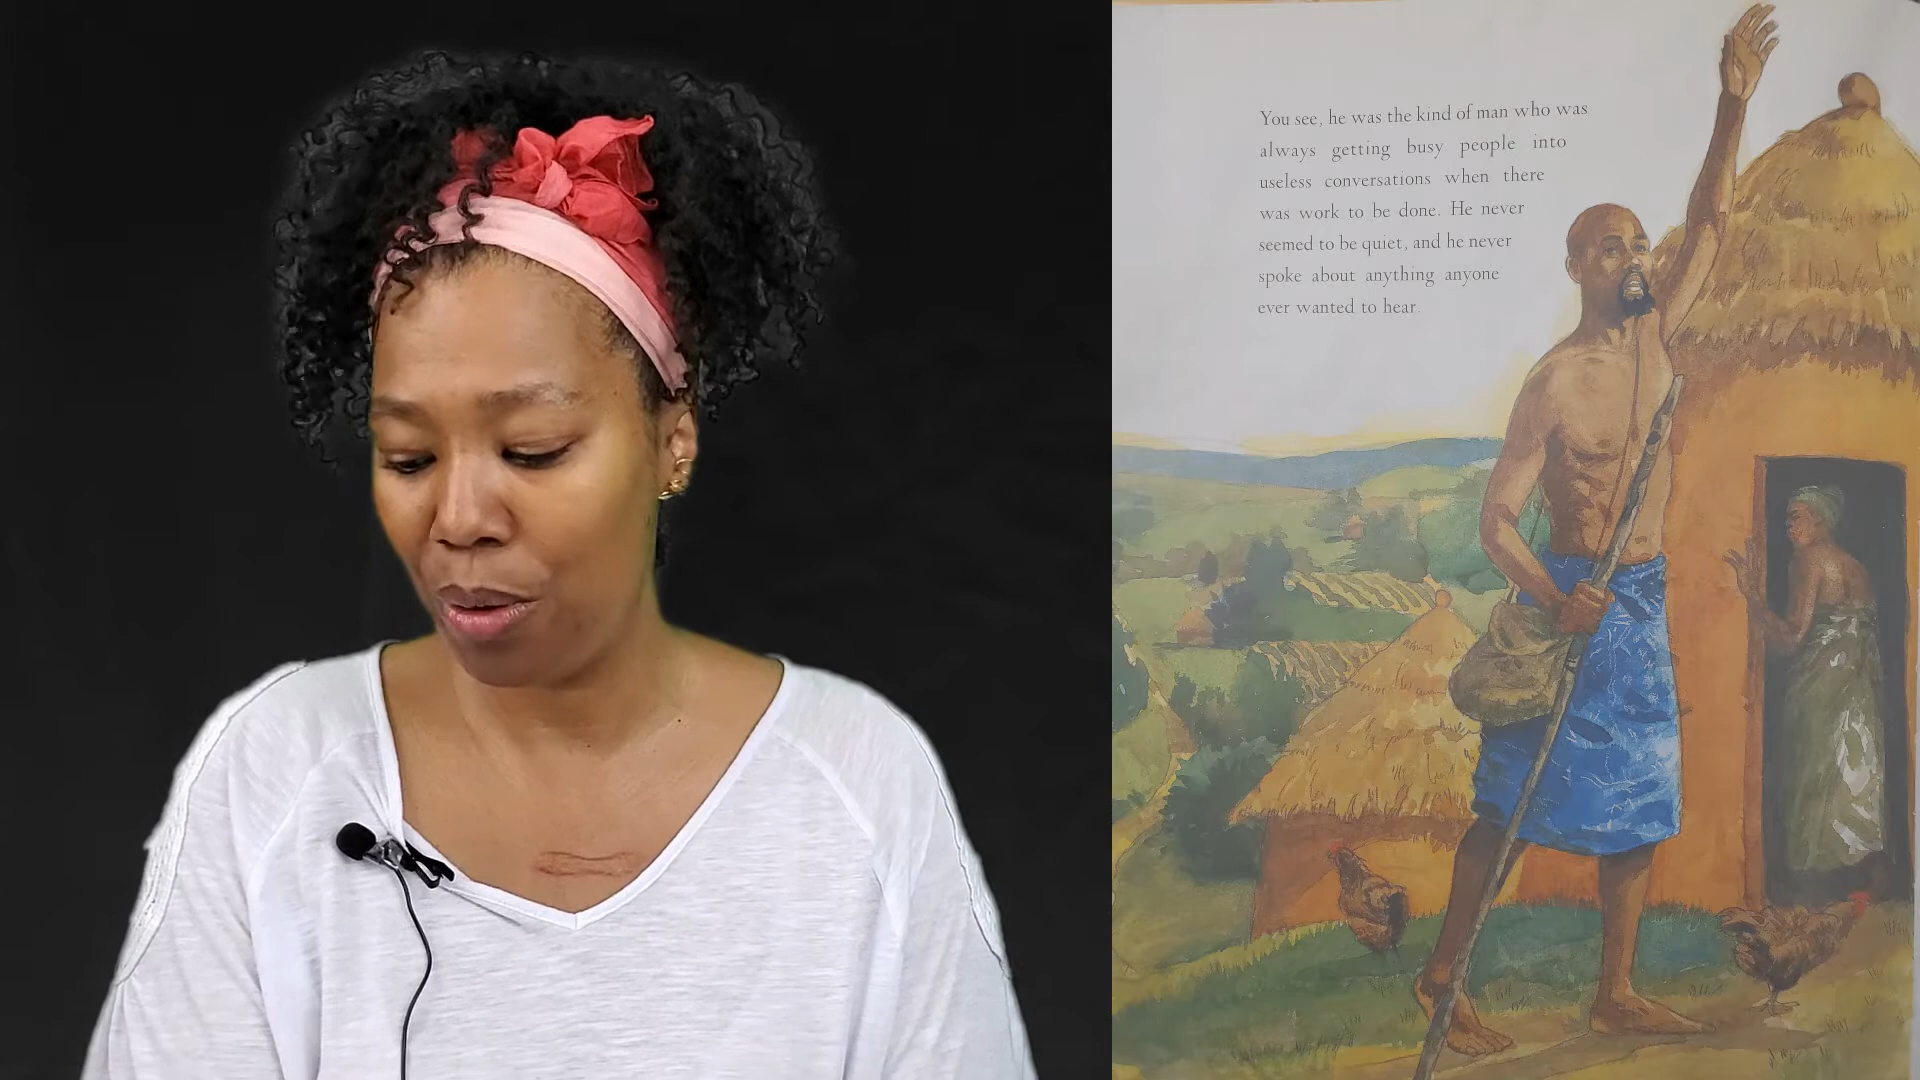 You see, he was the kind of man who was
always getting busy people into
useless conversations when there
was work to be done. He never
seemed to be quiet, and he never
spoke about anything anyone
ever wanted to hear.